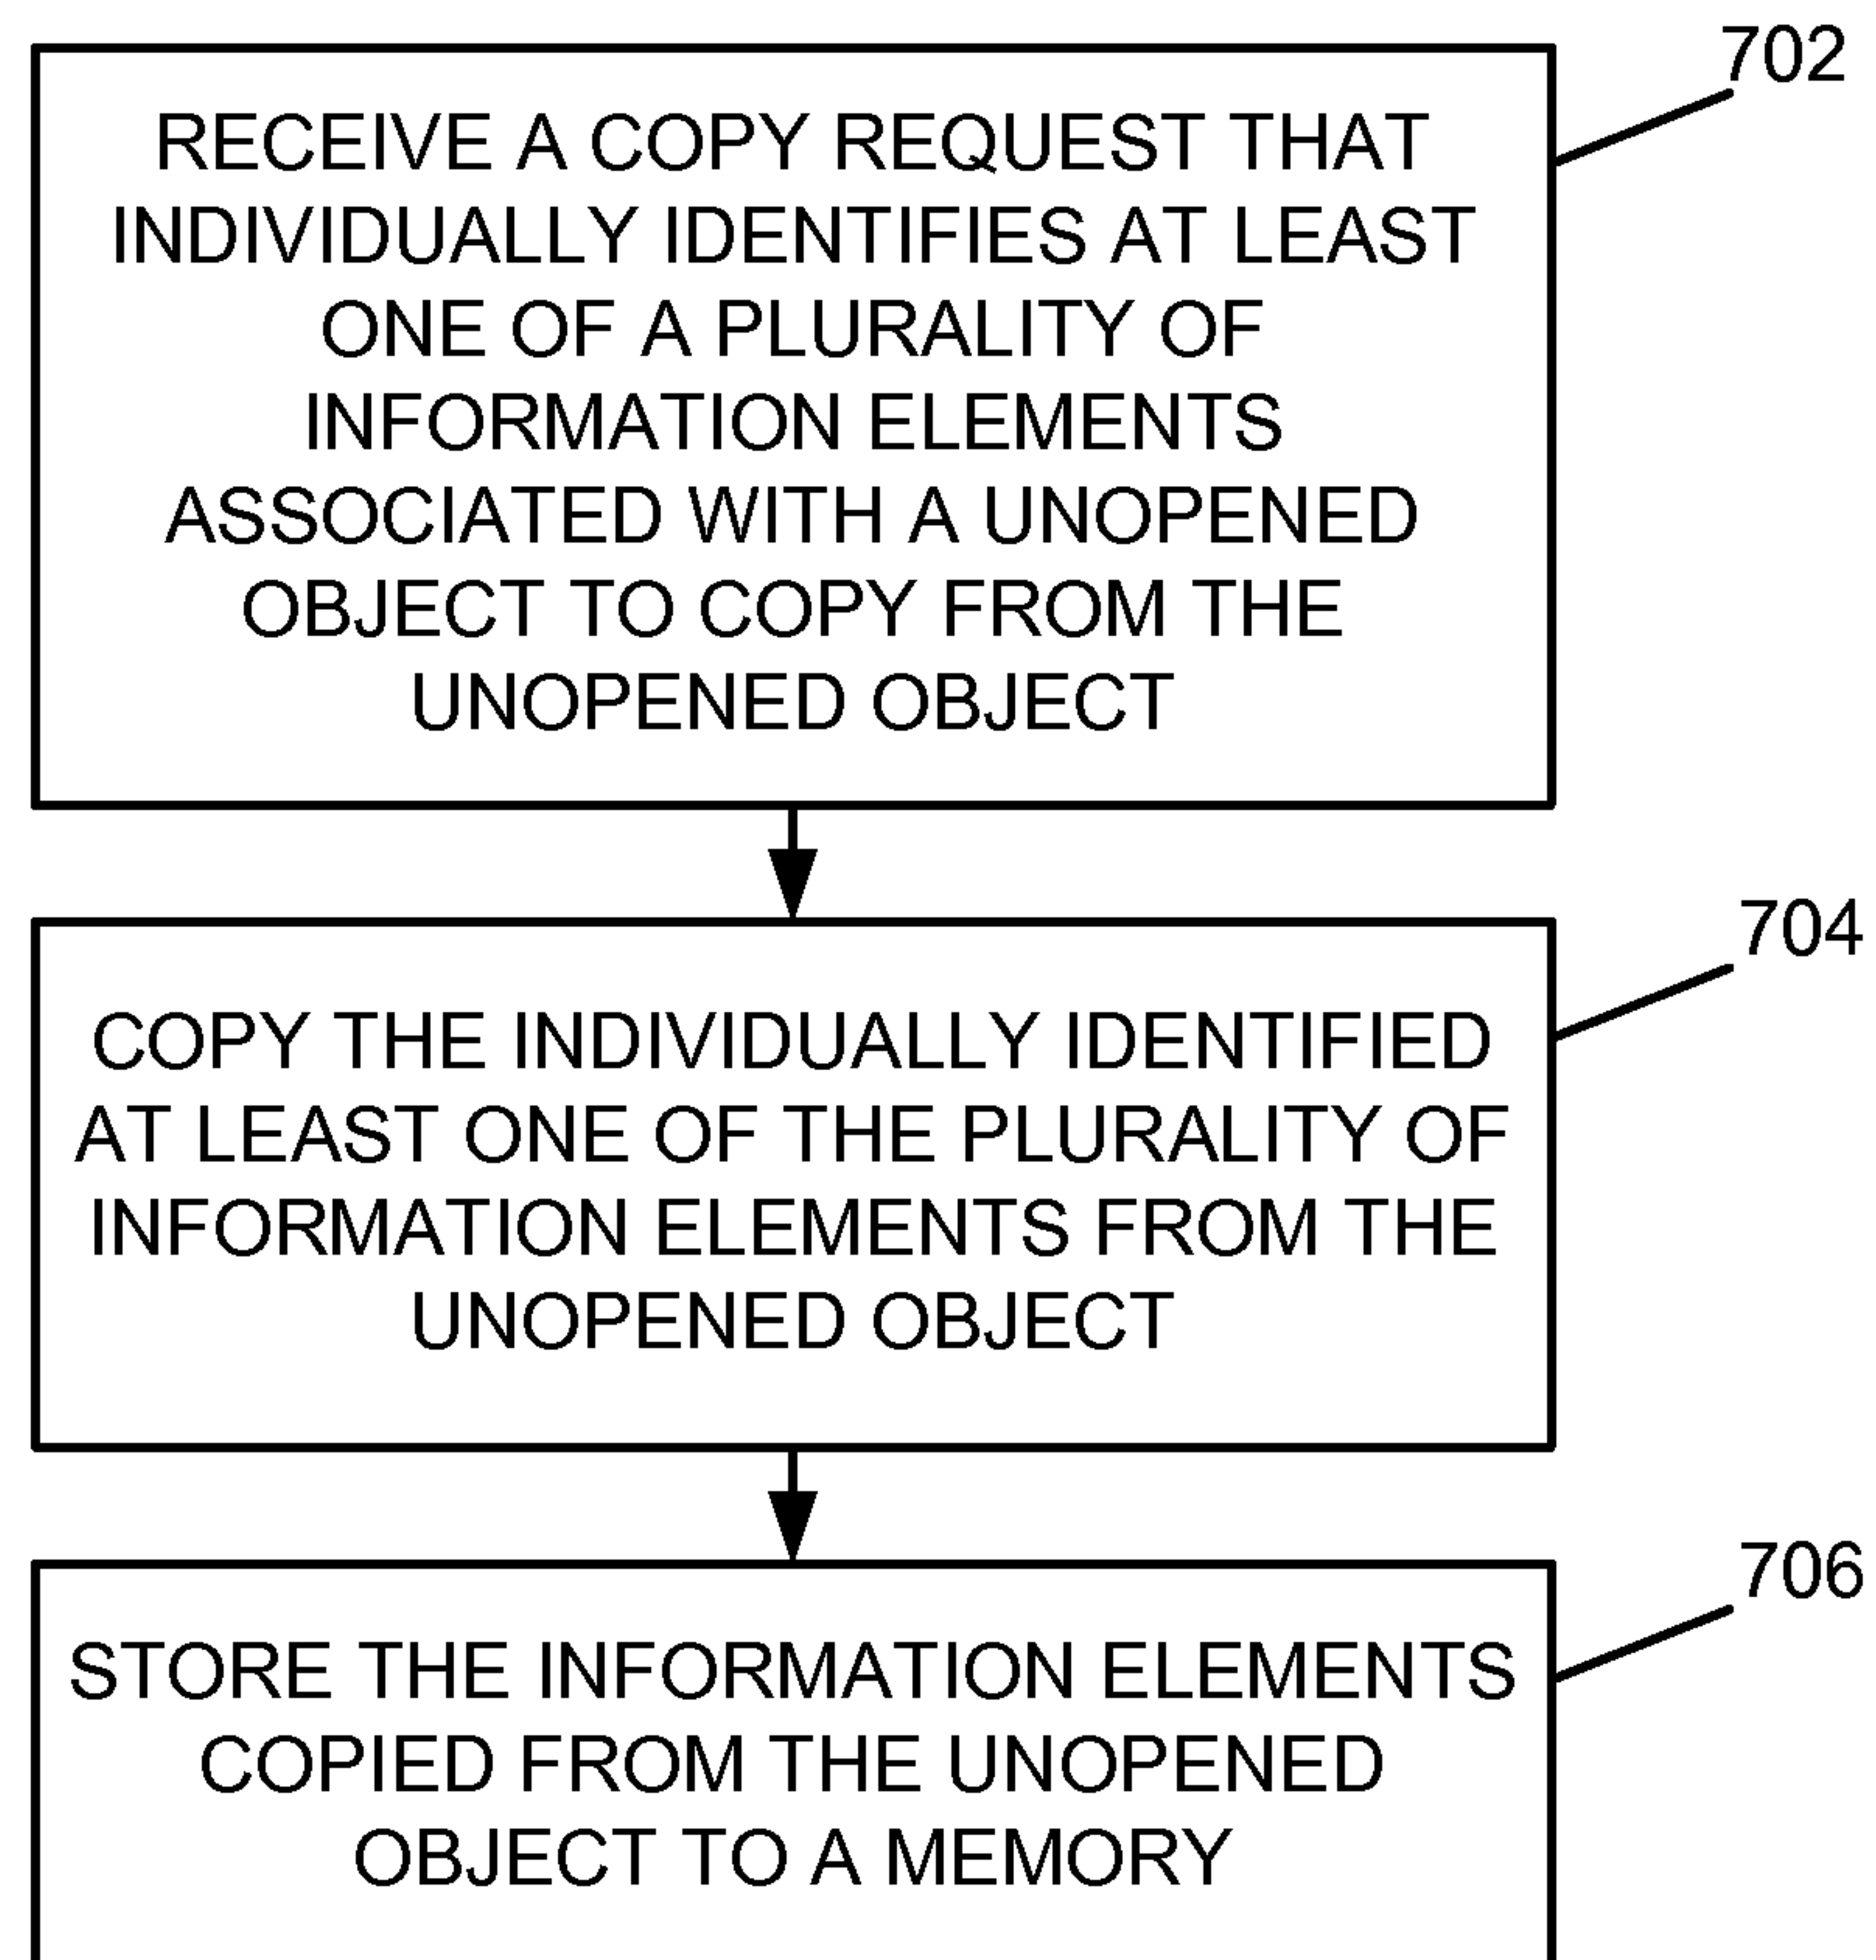 702
RECEIVE A COPY REQUEST THAT
INDIVIDUALLY IDENTIFIES AT LEAST
ONE OF A PLURALITY OF
INFORMATION ELEMENTS
ASSOCIATED WITH A UNOPENED
OBJECT TO COPY FROM THE
UNOPENED OBJECT
704
COPY THE INDIVIDUALLY IDENTIFIED
AT LEAST ONE OF THE PLURALITY OF
INFORMATION ELEMENTS FROM THE
UNOPENED OBJECT
706
STORE THE INFORMATION ELEMENTS
COPIED FROM THE UNOPENED
OBJECT TO A MEMORY